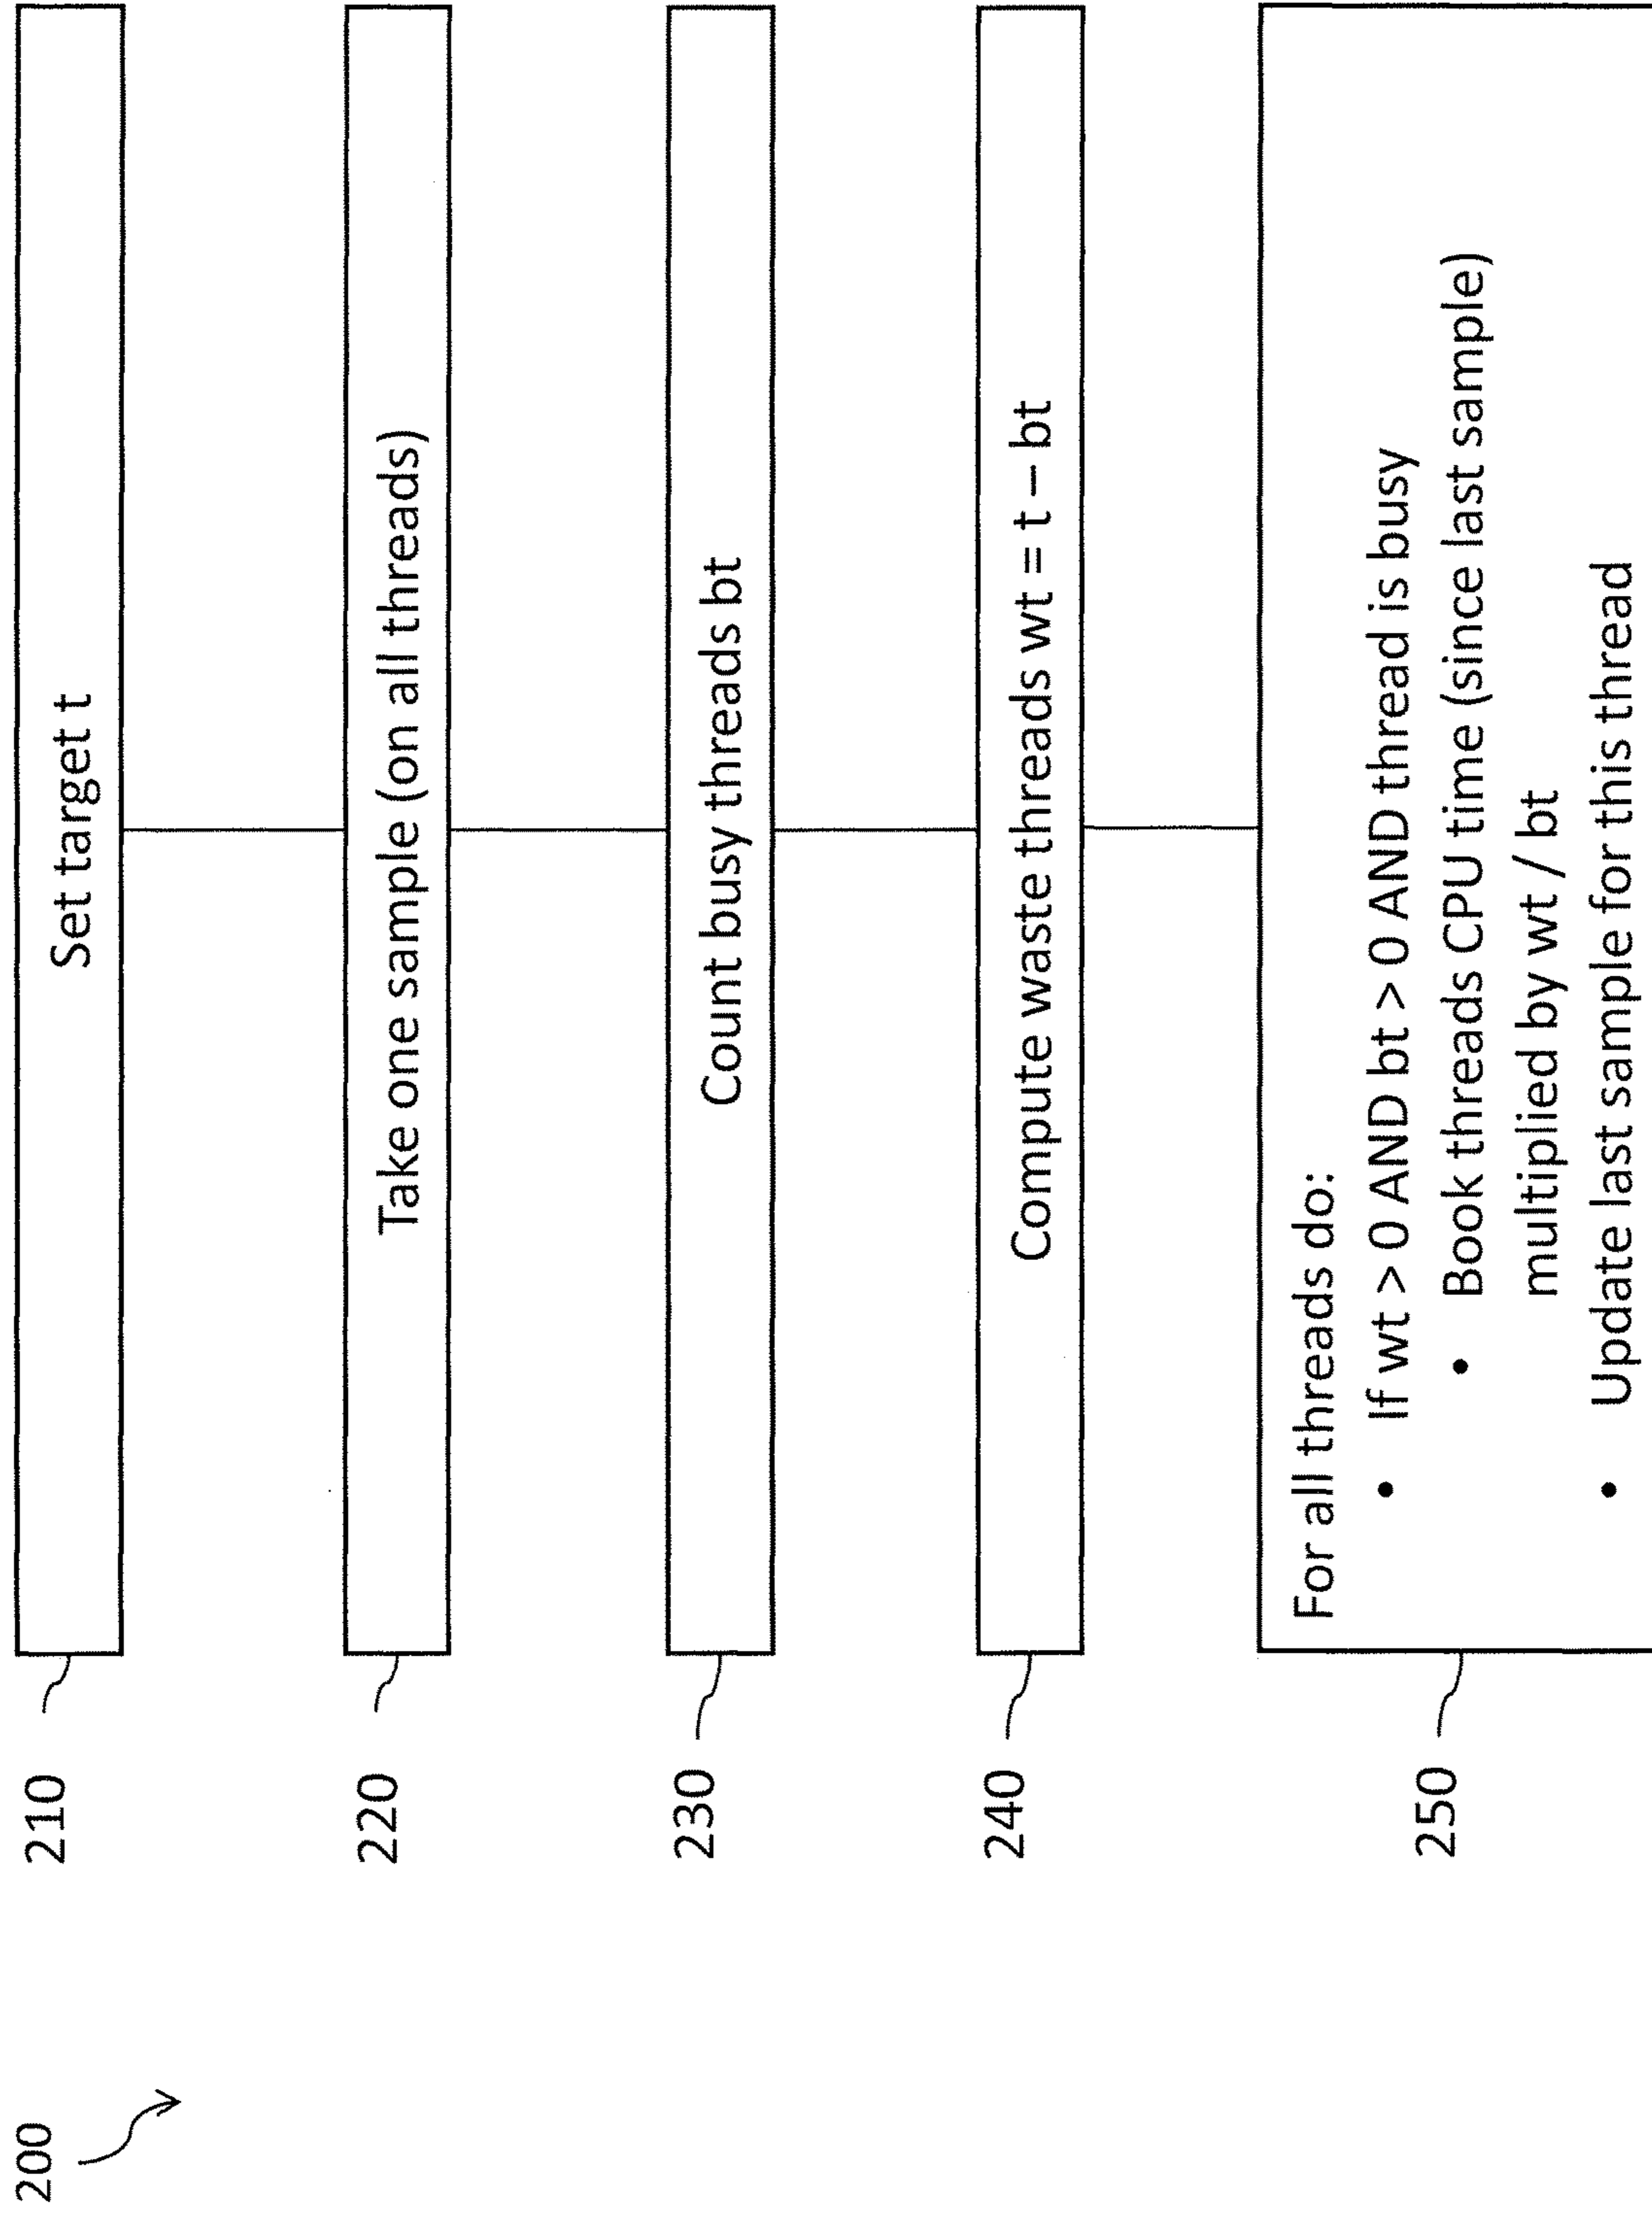 200
210
Set target t
220
Take one sample (on all threads)
230
Count busy threads bt
240
Compute waste threads wt = t – bt
250
For all threads do:
• If wt > 0 AND bt > 0 AND thread is busy
• Book threads CPU time (since last sample)
multiplied by wt / bt
• Update last sample for this thread